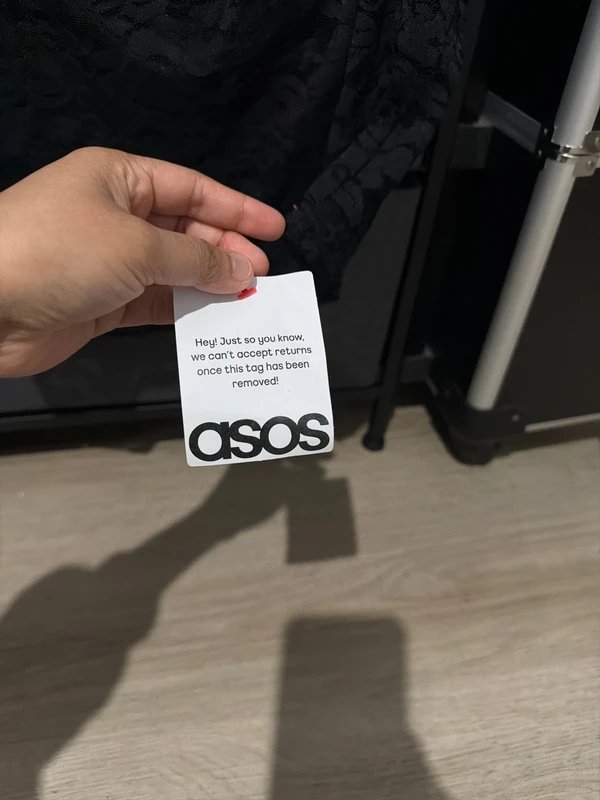 Hey! Just so you know,
we can't accept returns
once this tag has been
removed!
asos